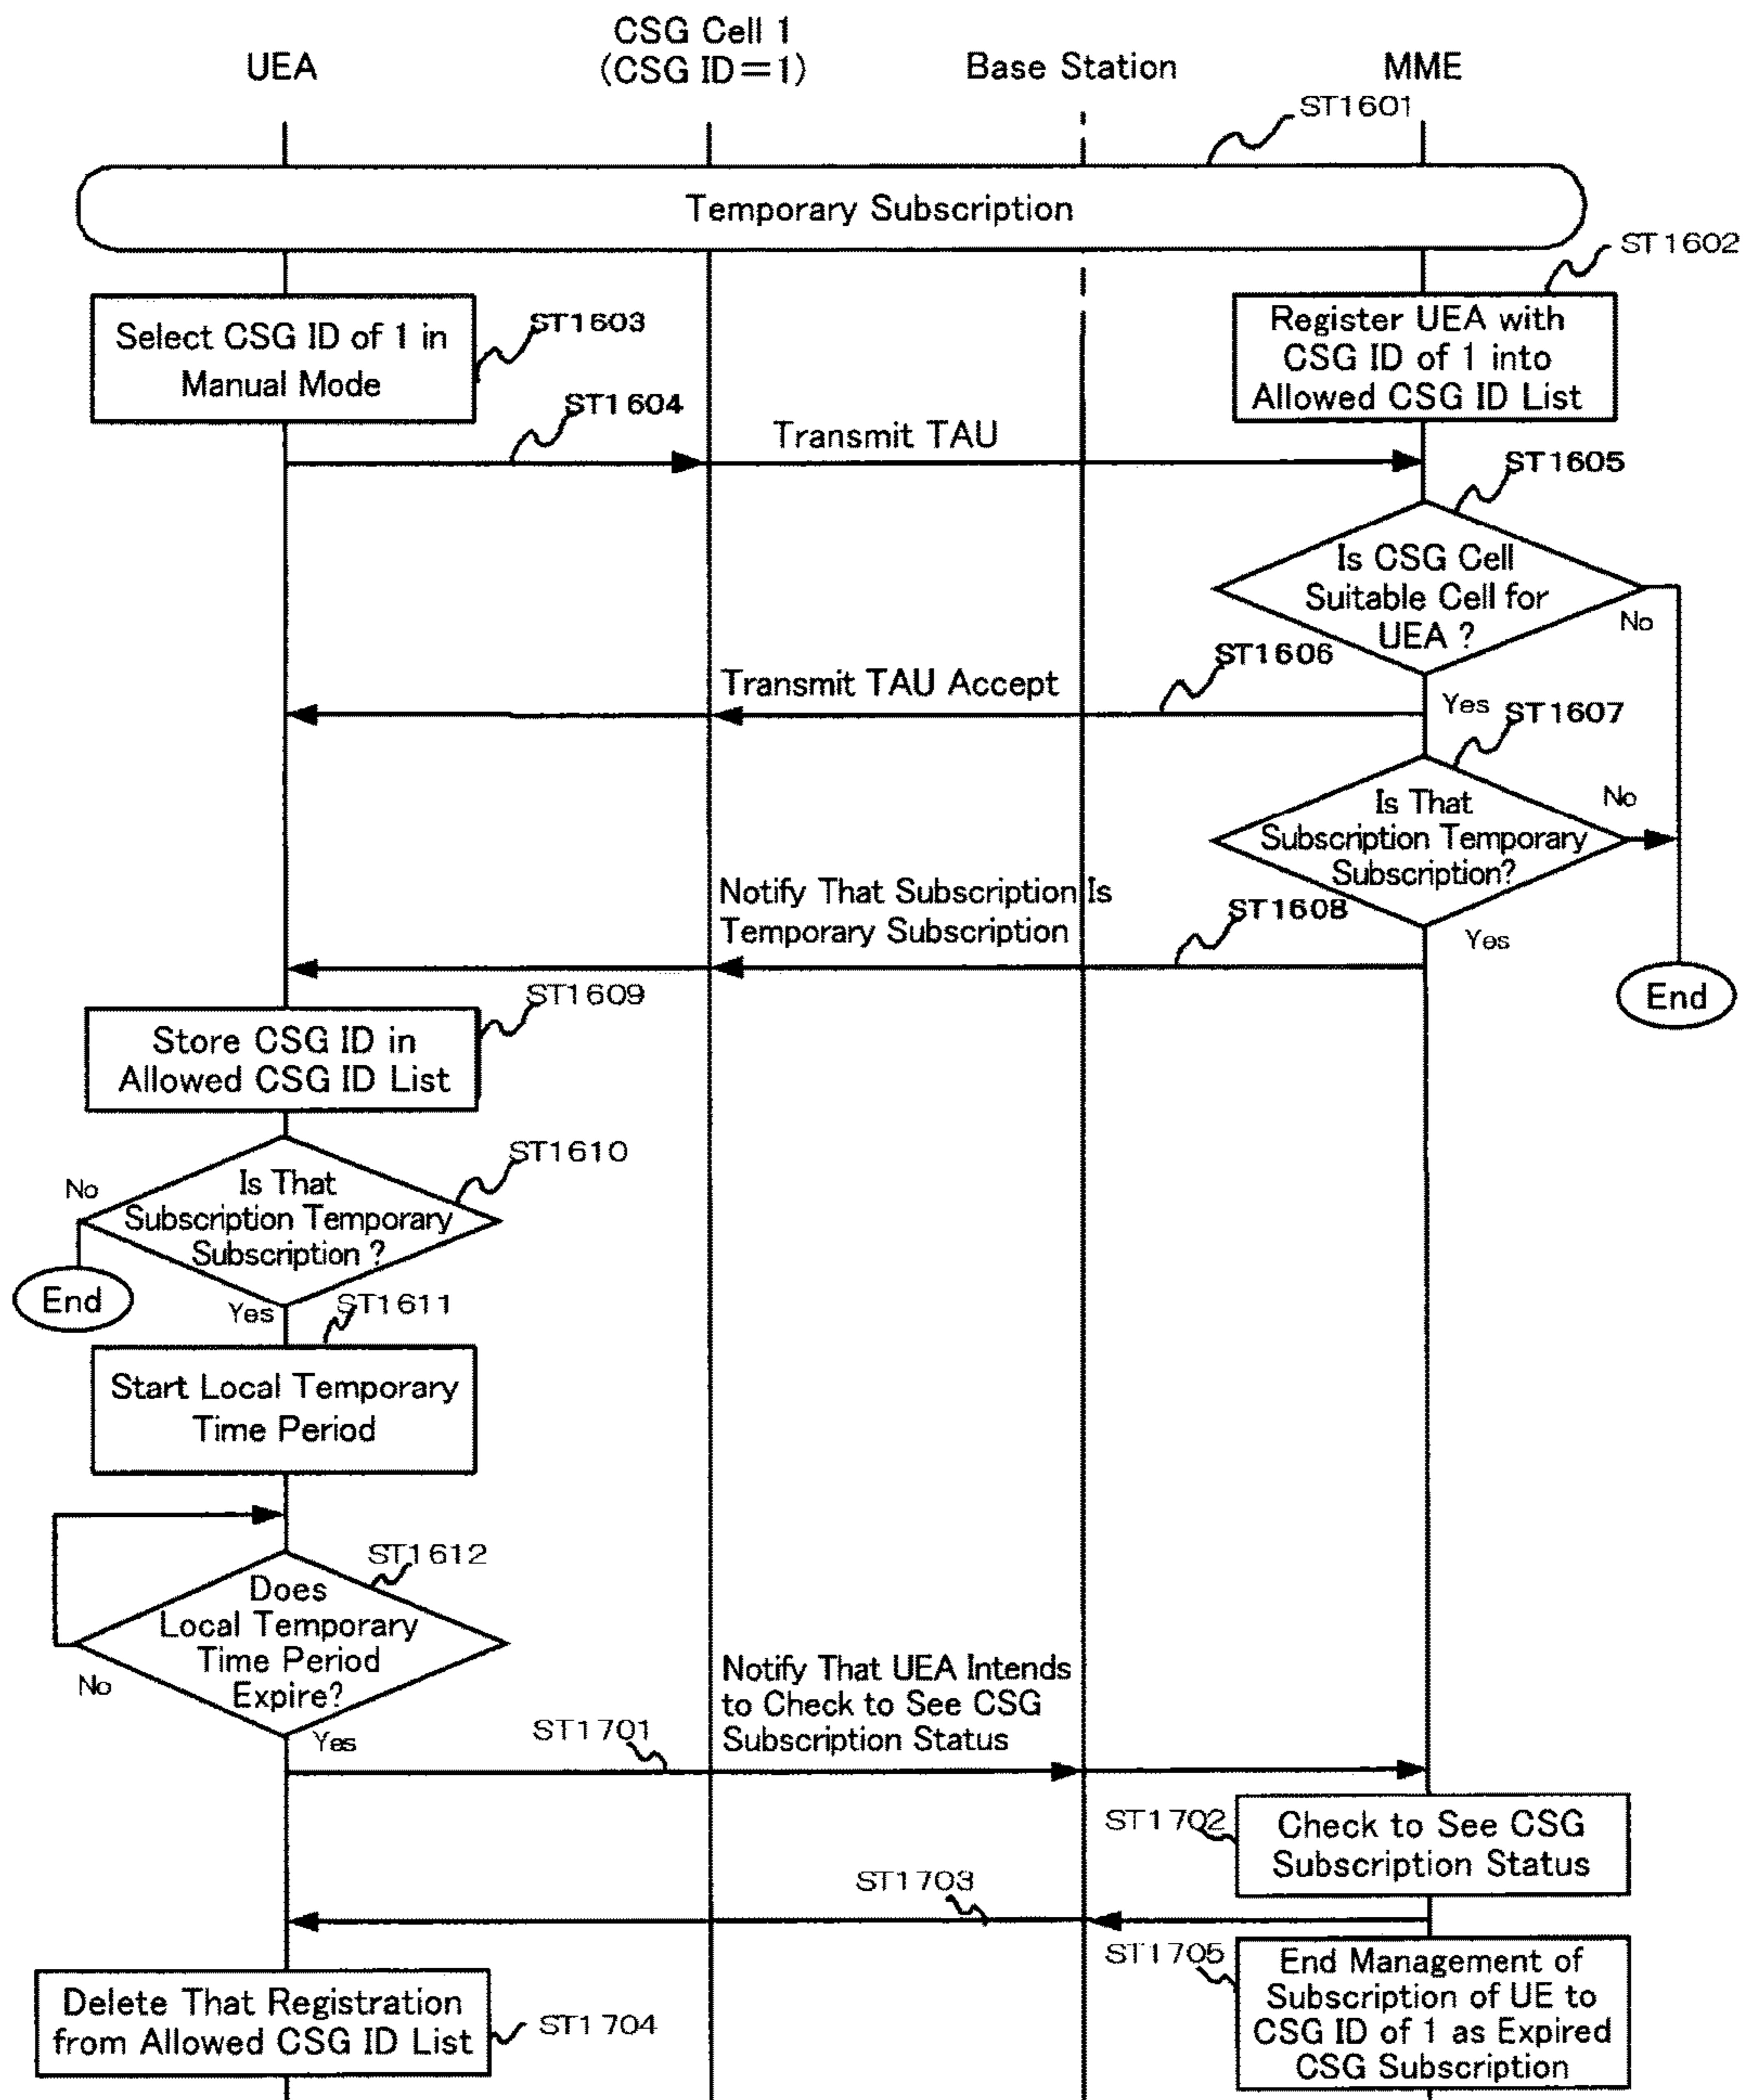 UEA
CSG Cell 1
(CSG ID=1)
Base Station
MME
ST1601
Temporary Subscription
ST1602
Select CSG ID of 1 in
Manual Mode
ST1603
Register UEA with
CSG ID of 1 into
Allowed CSG ID List
ST1604
Transmit TAU
ST1605
Is CSG Cell
Suitable Cell for
UEA ?
No
ST1606
Transmit TAU Accept
Yes
ST1607
Is That
Subscription Temporary
Subscription?
No
Notify That Subscription Is
Temporary Subscription
ST1608
Yes
End
ST1609
Store CSG ID in
Allowed CSG ID List
ST1610
No
Is That
Subscription Temporary
Subscription ?
End
Yes
ST1611
Start Local Temporary
Time Period
ST1612
Does
Local Temporary
Time Period
Expire?
No
Yes
Notify That UEA Intends
to Check to See CSG
Subscription Status
ST1701
ST1702
Check to See CSG
Subscription Status
ST1703
ST1705
End Management of
Subscription of UE to
CSG ID of 1 as Expired
CSG Subscription
Delete That Registration
from Allowed CSG ID List
ST1704